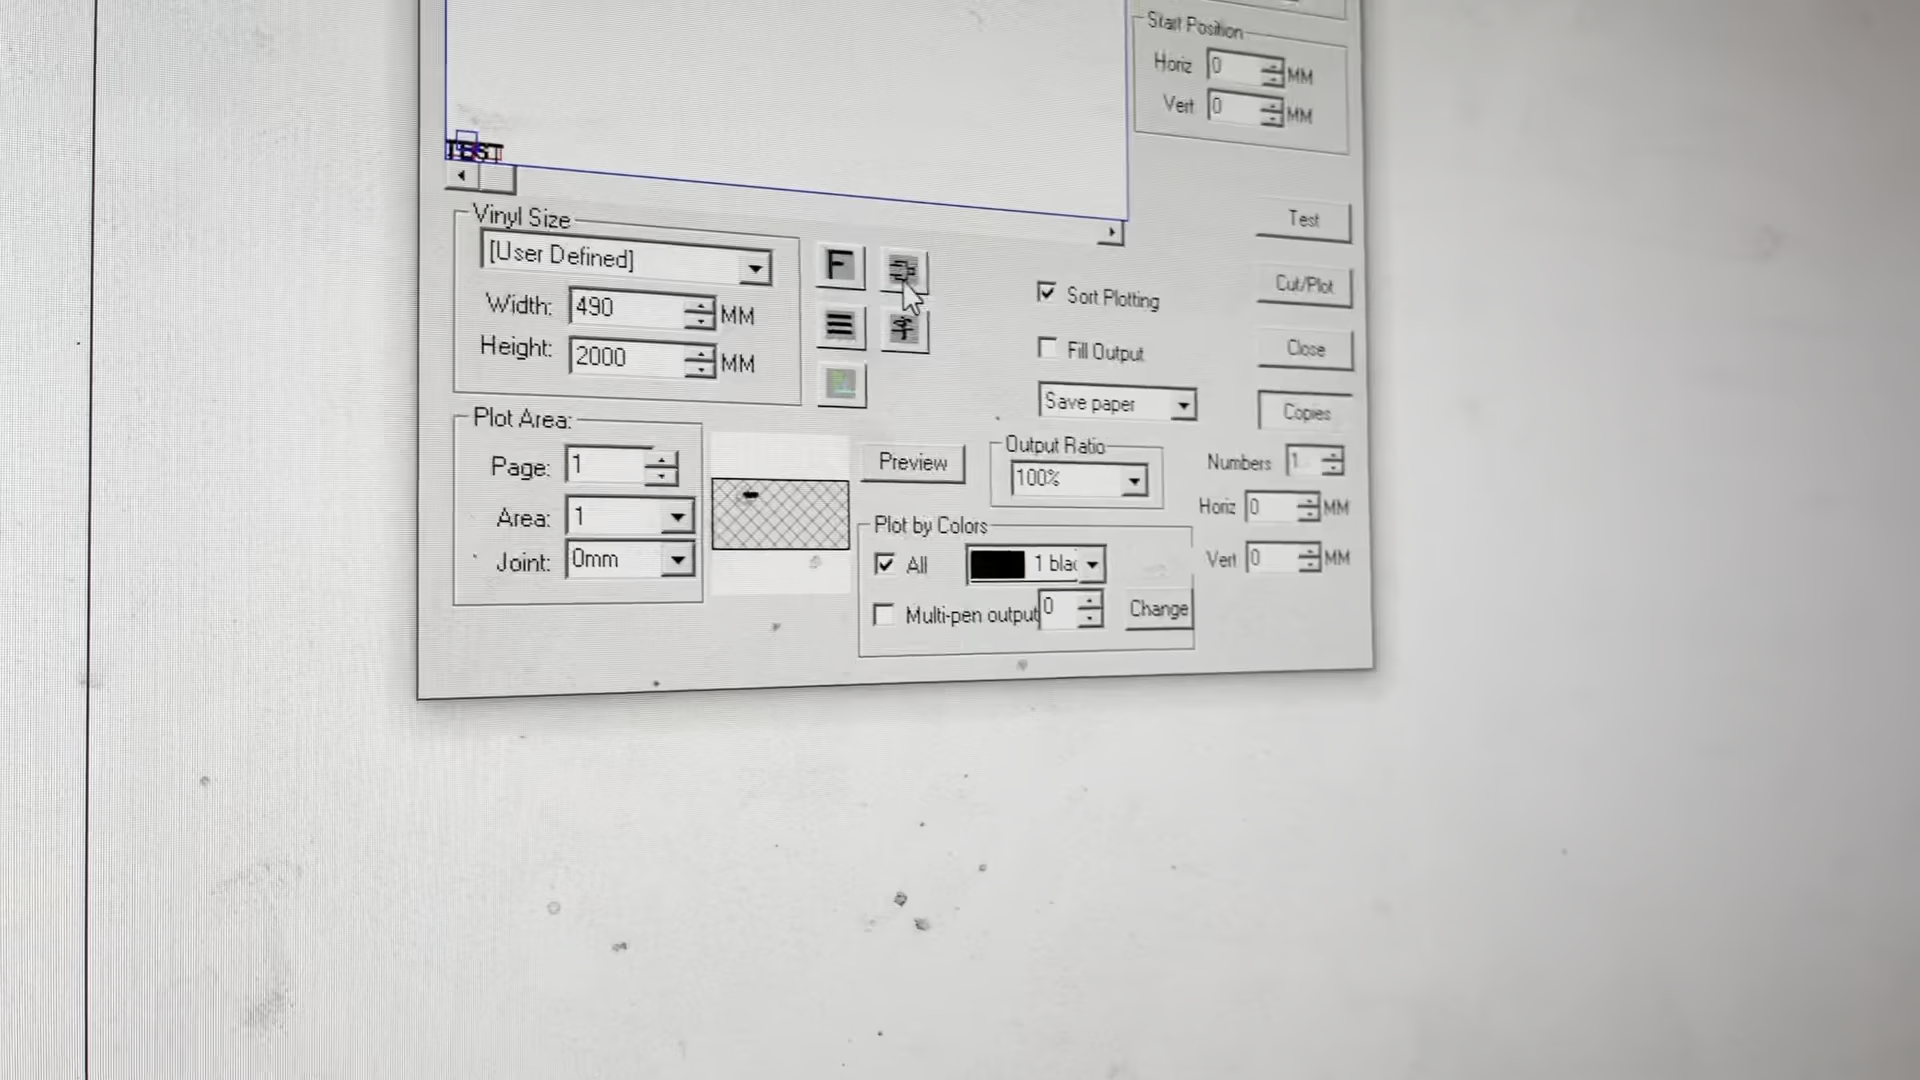 Start Position
Horiz 0 MM
Vert 0 MM
TEST
Vinyl Size
[User Defined]
Width: 490 MM
Height: 2000 MM
F
Test
Sort Plotting
Cut/Plot
Fill Output
Close
Save paper
Copies
Plot Area:
Page: 1
Area: 1
Joint: 0mm
Preview
Output Ratio
100%
Numbers 1
Horiz 0 MM
Vert 0 MM
Plot by Colors
All
1 blac
Multi-pen output 0
Change